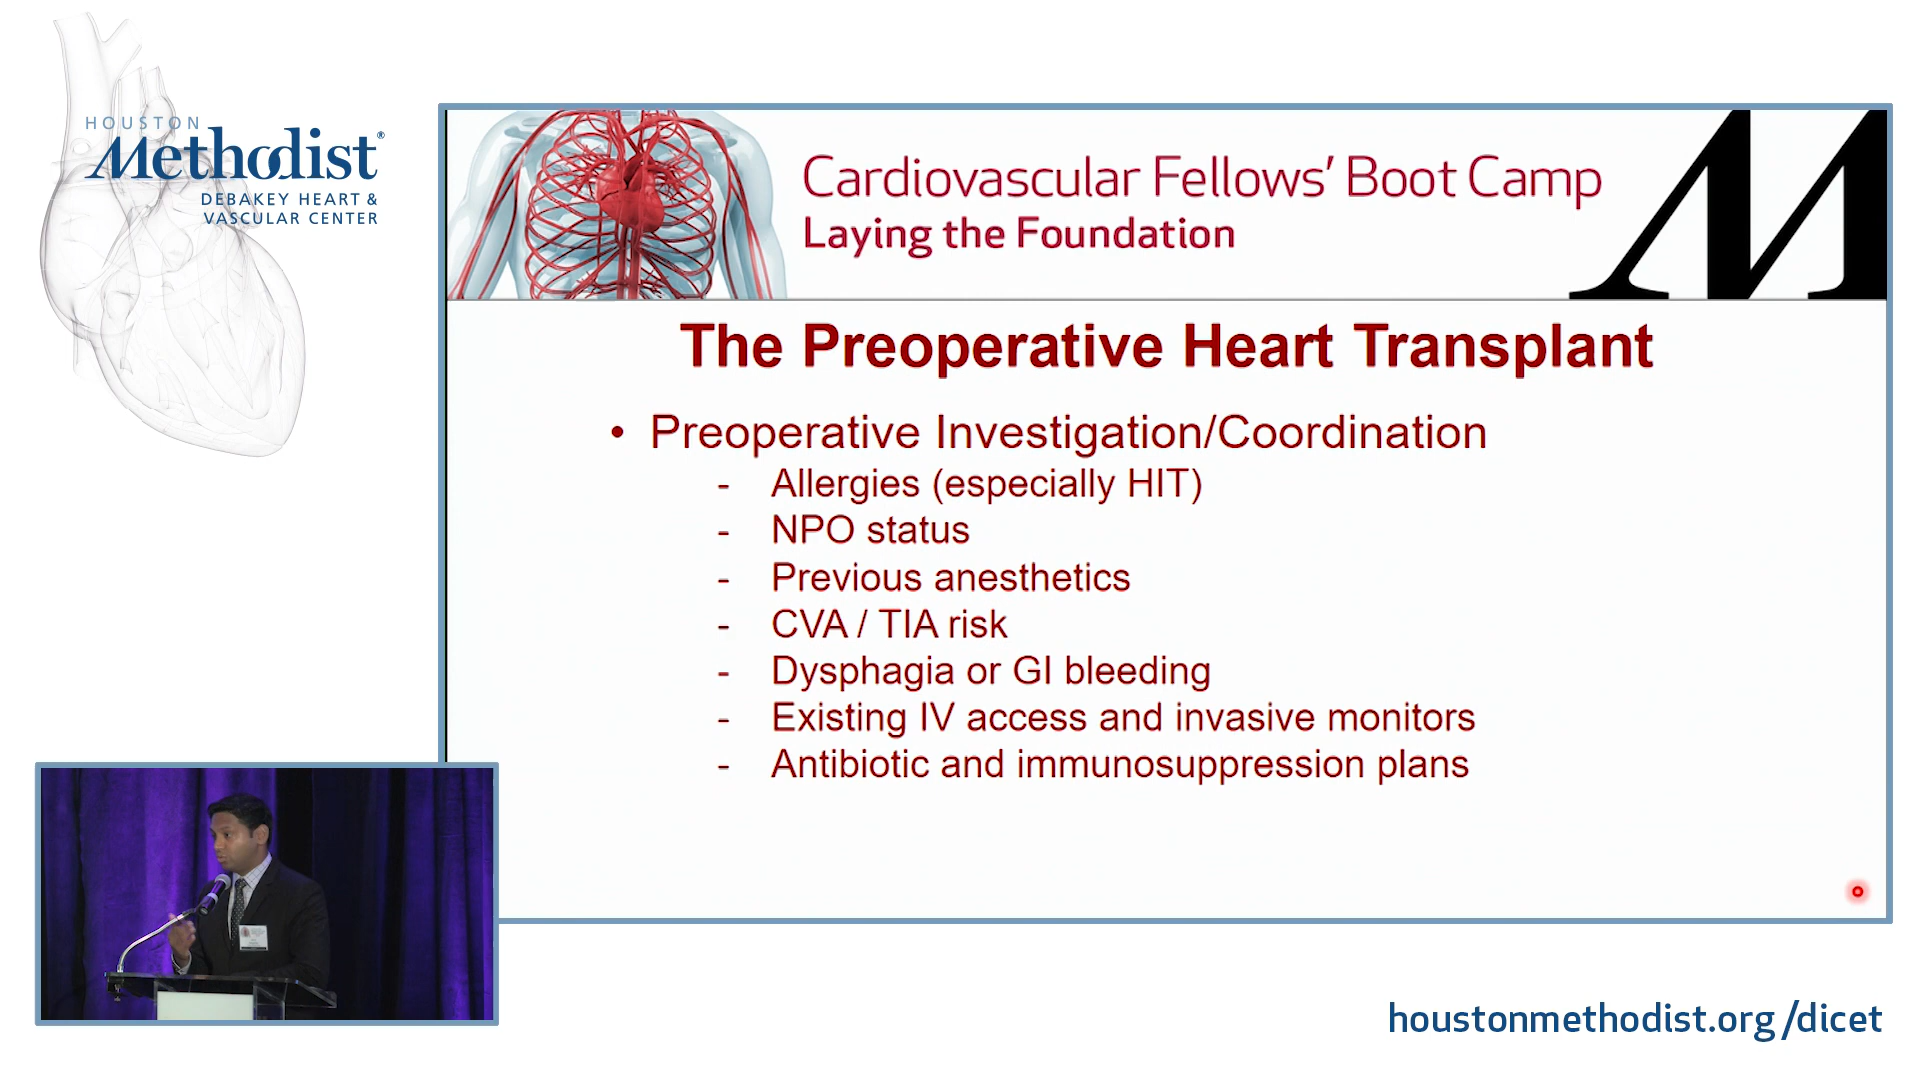 HOUSTON
Methodist®
DEBAKEY HEART &
VASCULAR CENTER
Cardiovascular Fellows’ Boot Camp
Laying the Foundation
M
The Preoperative Heart Transplant
• Preoperative Investigation/Coordination
- Allergies (especially HIT)
- NPO status
- Previous anesthetics
- CVA / TIA risk
- Dysphagia or GI bleeding
- Existing IV access and invasive monitors
- Antibiotic and immunosuppression plans
houstonmethodist.org/dicet